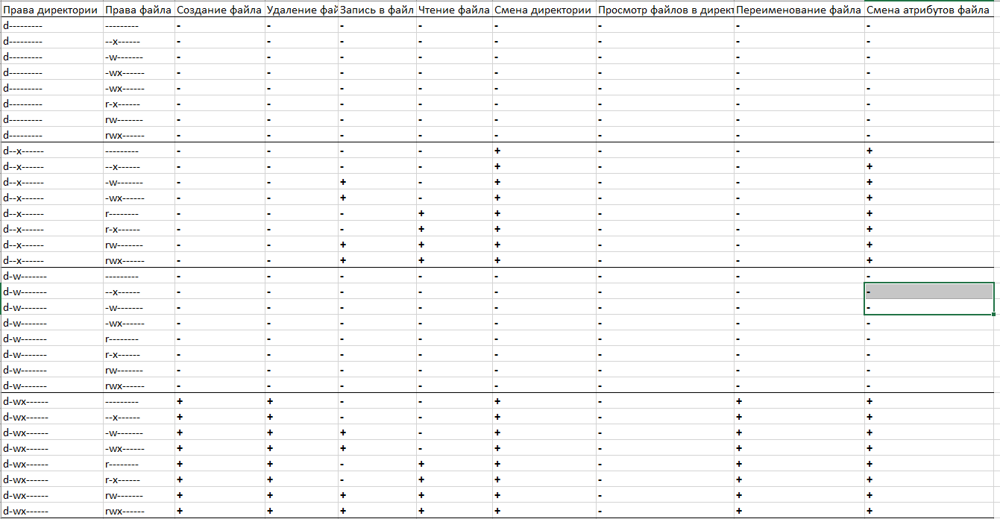 Права директории Права файла Создание файла Удаление фай Запись в файл Чтение файла Смена директории Просмотр файлов в директ Переименование файла Смена атрибутов файла
d--------- --------- - - - - - - - -
d--------- --x------ - - - - - - - -
d--------- -w------- - - - - - - - -
d--------- -wx------ - - - - - - - -
d--------- -wx------ - - - - - - - -
d--------- r-x------ - - - - - - - -
d--------- rw------- - - - - - - - -
d--------- rwx------ - - - - - - - -
d--x------ --------- - - - - + - - +
d--x------ --x------ - - - - + - - +
d--x------ -w------- - - + - + - - +
d--x------ -wx------ - - + - + - - +
d--x------ r-------- - - - + + - - +
d--x------ r-x------ - - - + + - - +
d--x------ rw------- - - + + + - - +
d--x------ rwx------ - - + + + - - +
d-w------- --------- - - - - - - - -
d-w------- --x------ - - - - - - - -
d-w------- -w------- - - - - - - - -
d-w------- -wx------ - - - - - - - -
d-w------- r-------- - - - - - - - -
d-w------- r-x------ - - - - - - - -
d-w------- rw------- - - - - - - - -
d-w------- rwx------ - - - - - - - -
d-wx------ --------- + + - - + - + +
d-wx------ --x------ + + - - + - + +
d-wx------ -w------- + + + - + - + +
d-wx------ -wx------ + + + - + - + +
d-wx------ r-------- + + - + + - + +
d-wx------ r-x------ + + - + + - + +
d-wx------ rw------- + + + + + - + +
d-wx------ rwx------ + + + + + - + +